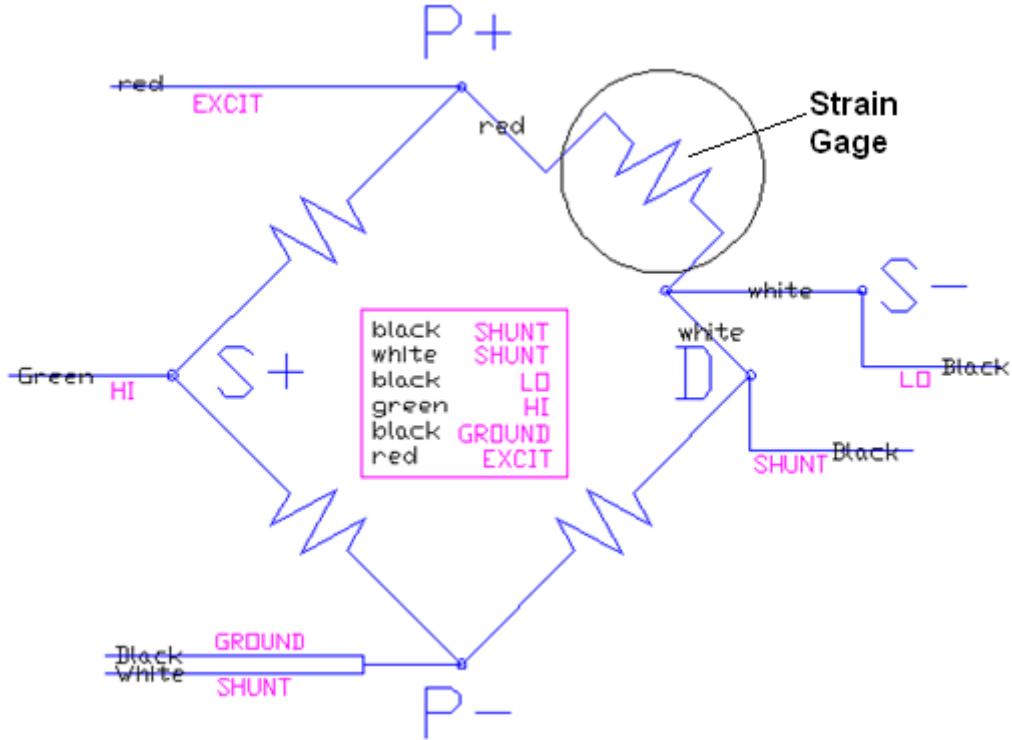 P+
red
EXCIT
red
Strain
Gage
S-
white
white
black SHUNT
white SHUNT
black LO
green HI
black GROUND
red EXCIT
Green
HI
S+
D
LO
Black
SHUNT
Black
GROUND
Black
White
SHUNT
P-